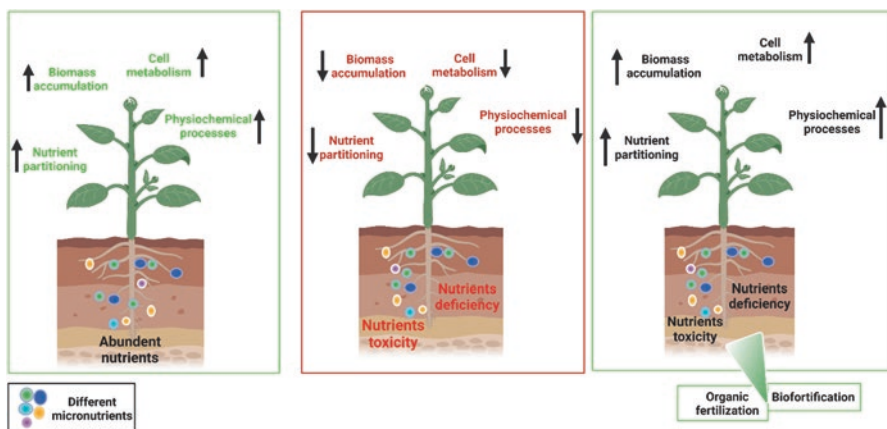 Biomass
accumulation
Cell
metabolism
Physiochemical
processes
Nutrient
partitioning
Abundent
nutrients
Biomass
accumulation
Cell
metabolism
Physiochemical
processes
Nutrient
partitioning
Nutrients
deficiency
Nutrients
toxicity
Cell
metabolism
Biomass
accumulation
Physiochemical
processes
Nutrient
partitioning
Nutrients
deficiency
Nutrients
toxicity
Different
micronutrients
Organic
fertilization
Biofortification